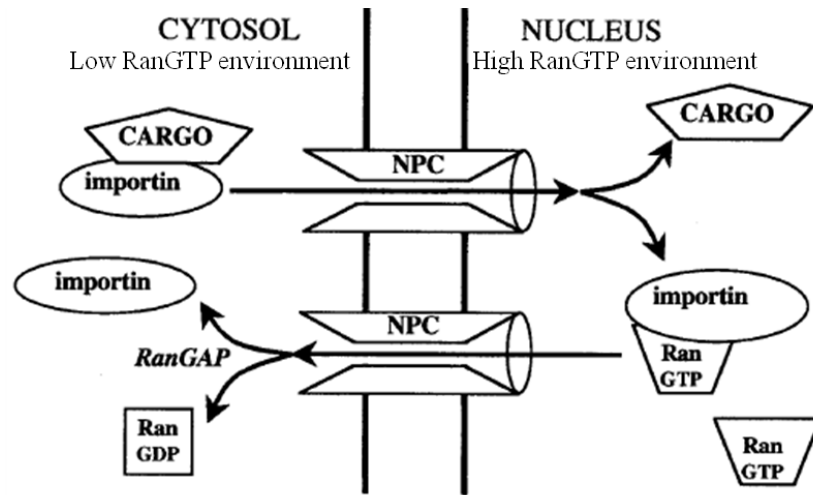 CYTOSOL
Low RanGTP environment
NUCLEUS
High RanGTP environment
CARGO
importin
NPC
CARGO
importin
importin
RanGAP
NPC
Ran
GTP
Ran
GDP
Ran
GTP